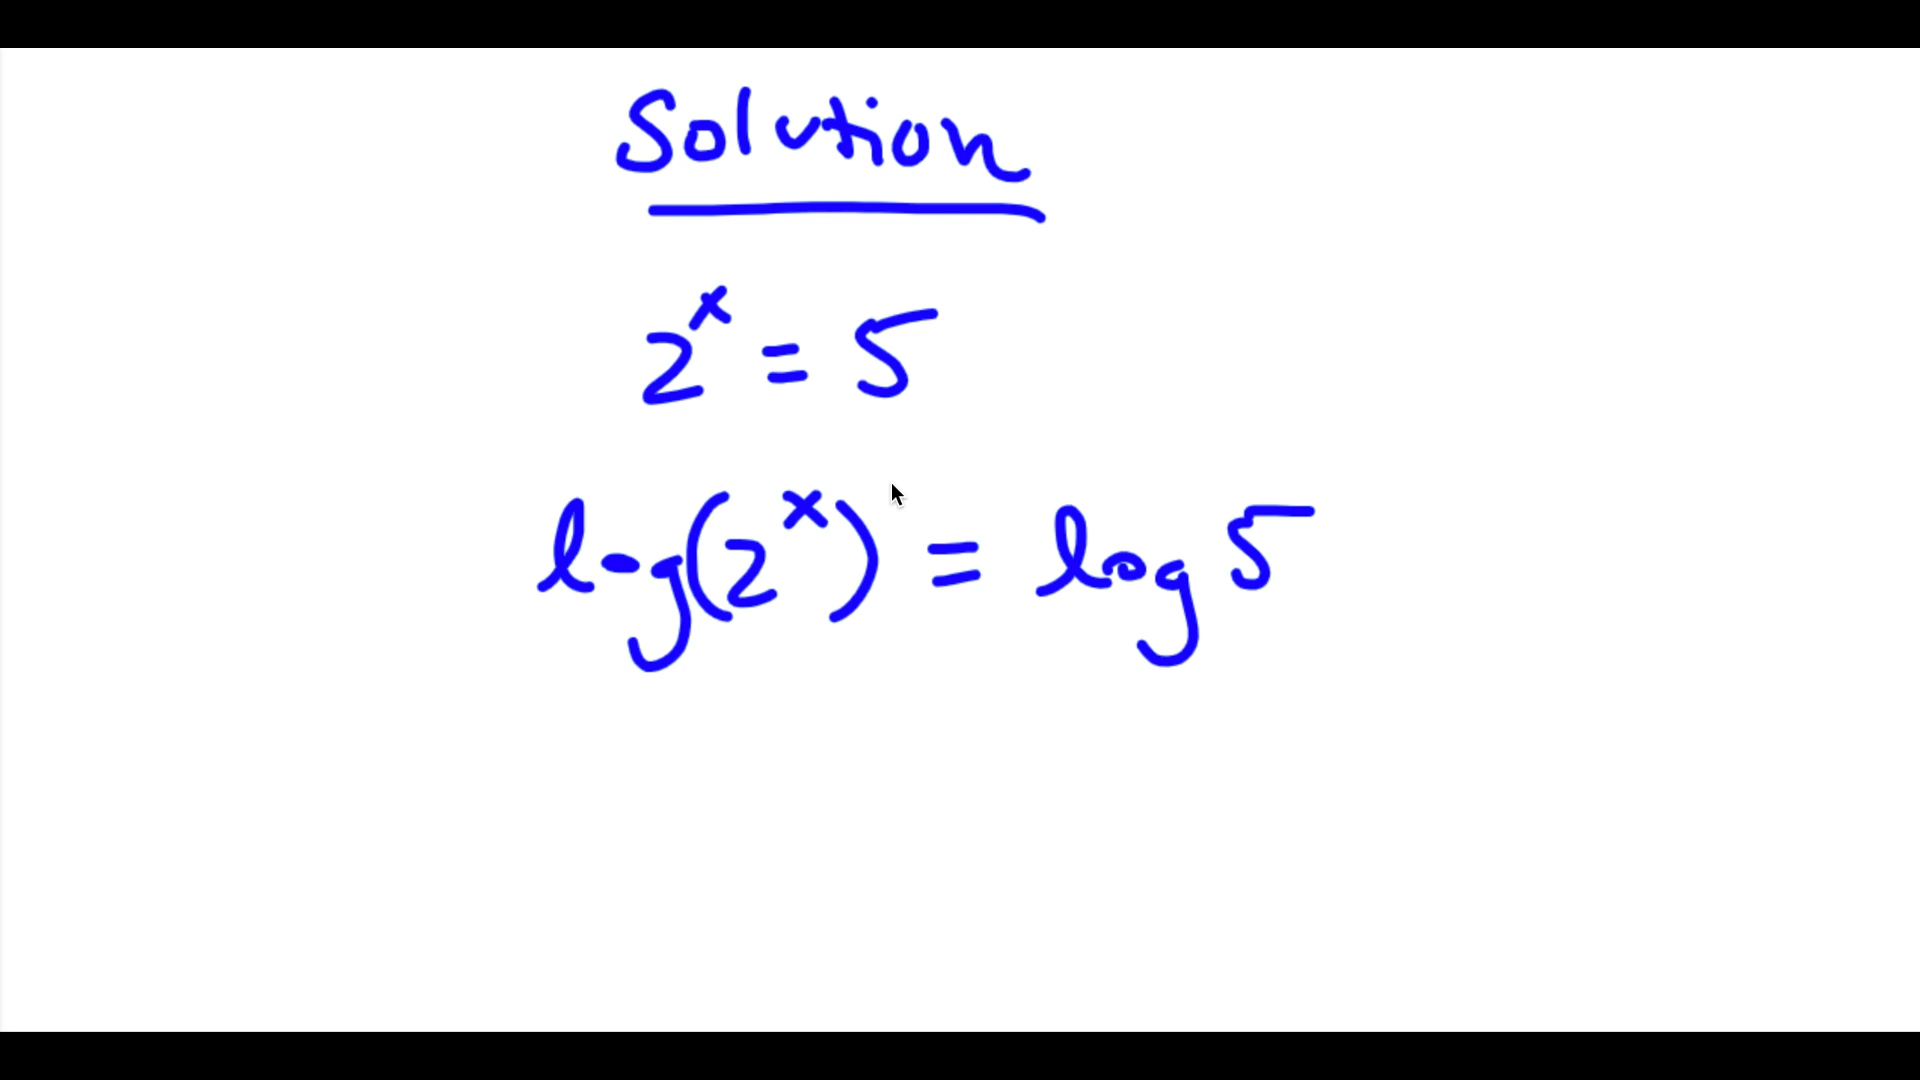 Solution
2^x = 5
log(2^x) = log 5